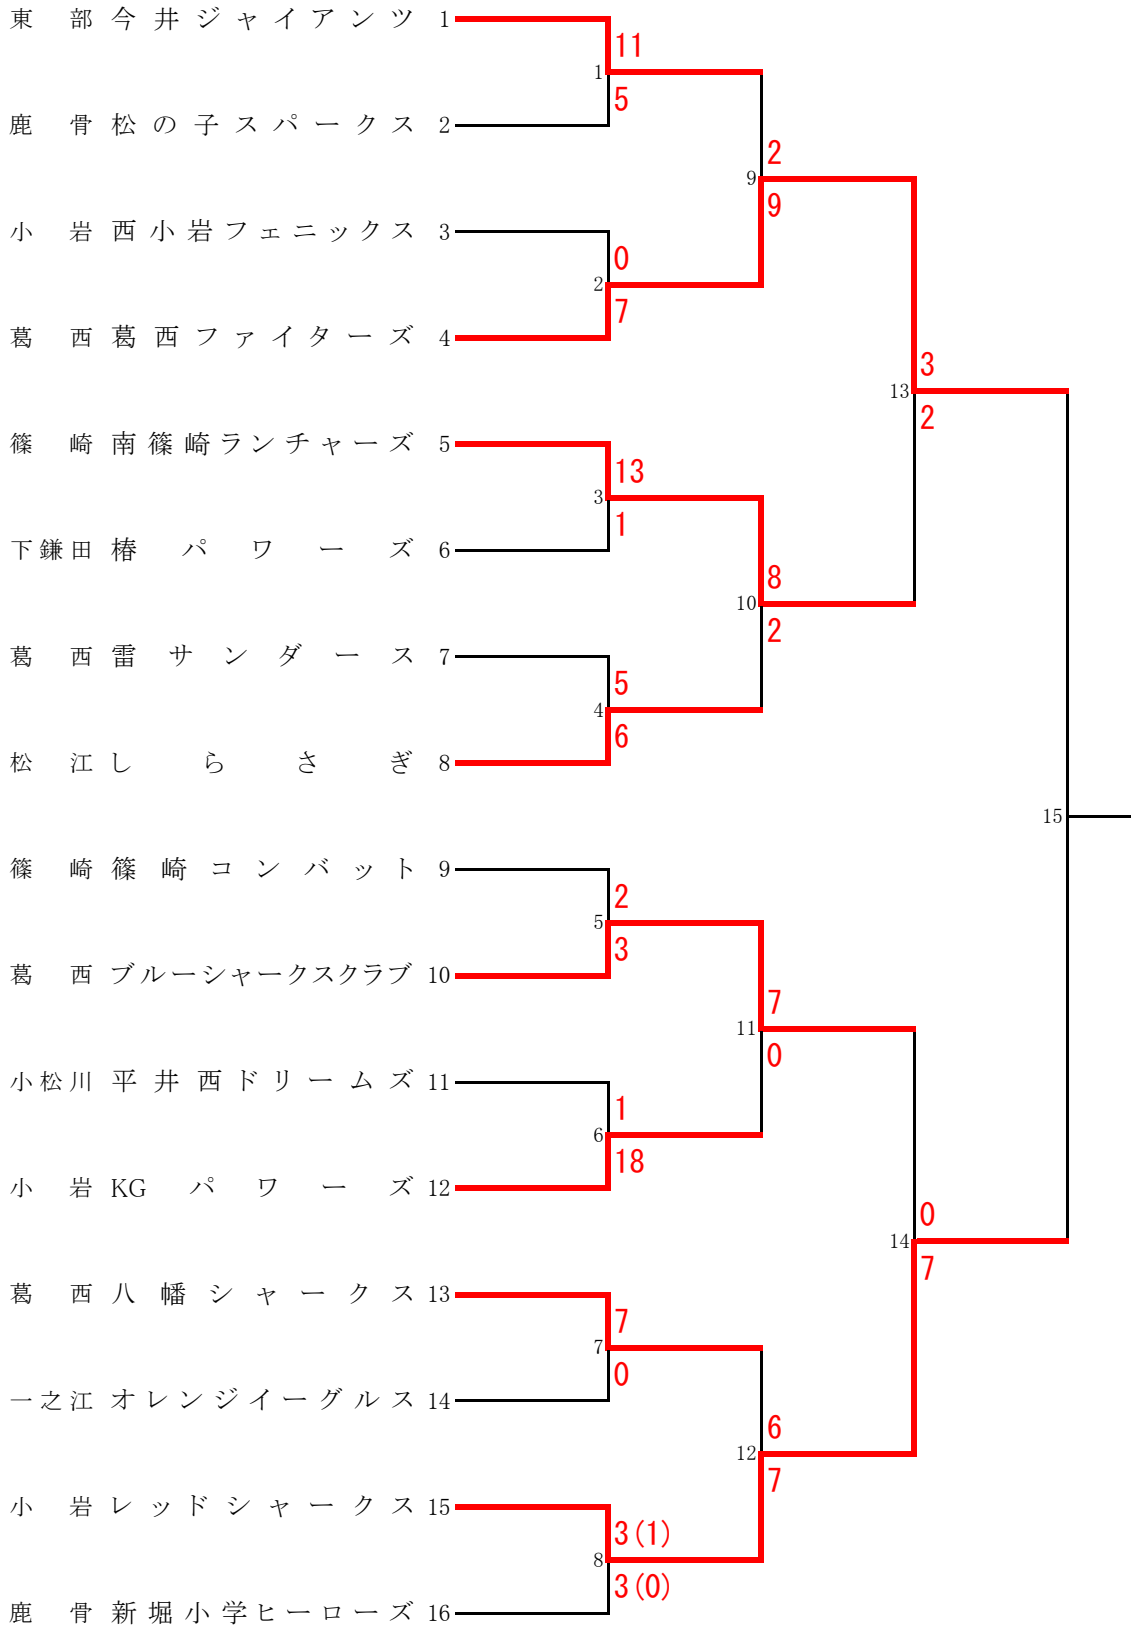 東部 今井ジャイアンツ 1
11
1
5
鹿骨 松の子スパークス 2
2
9
9
小岩 西小岩フェニックス 3
0
2
7
葛西 葛西ファイターズ 4
3
13
2
篠崎 南篠崎ランチャーズ 5
13
3
1
下鎌田 椿パワーズ 6
8
10
2
葛西 雷サンダース 7
5
4
6
松江 しらさぎ 8
15
篠崎 篠崎コンバット 9
2
5
3
葛西 ブルーシャークスクラブ 10
7
11
0
小松川 平井西ドリームズ 11
1
6
18
小岩 KGパワーズ 12
0
14
7
葛西 八幡シャークス 13
7
7
0
一之江 オレンジイーグルス 14
6
12
7
小岩 レッドシャークス 15
3(1)
8
3(0)
鹿骨 新堀小学ヒーローズ 16